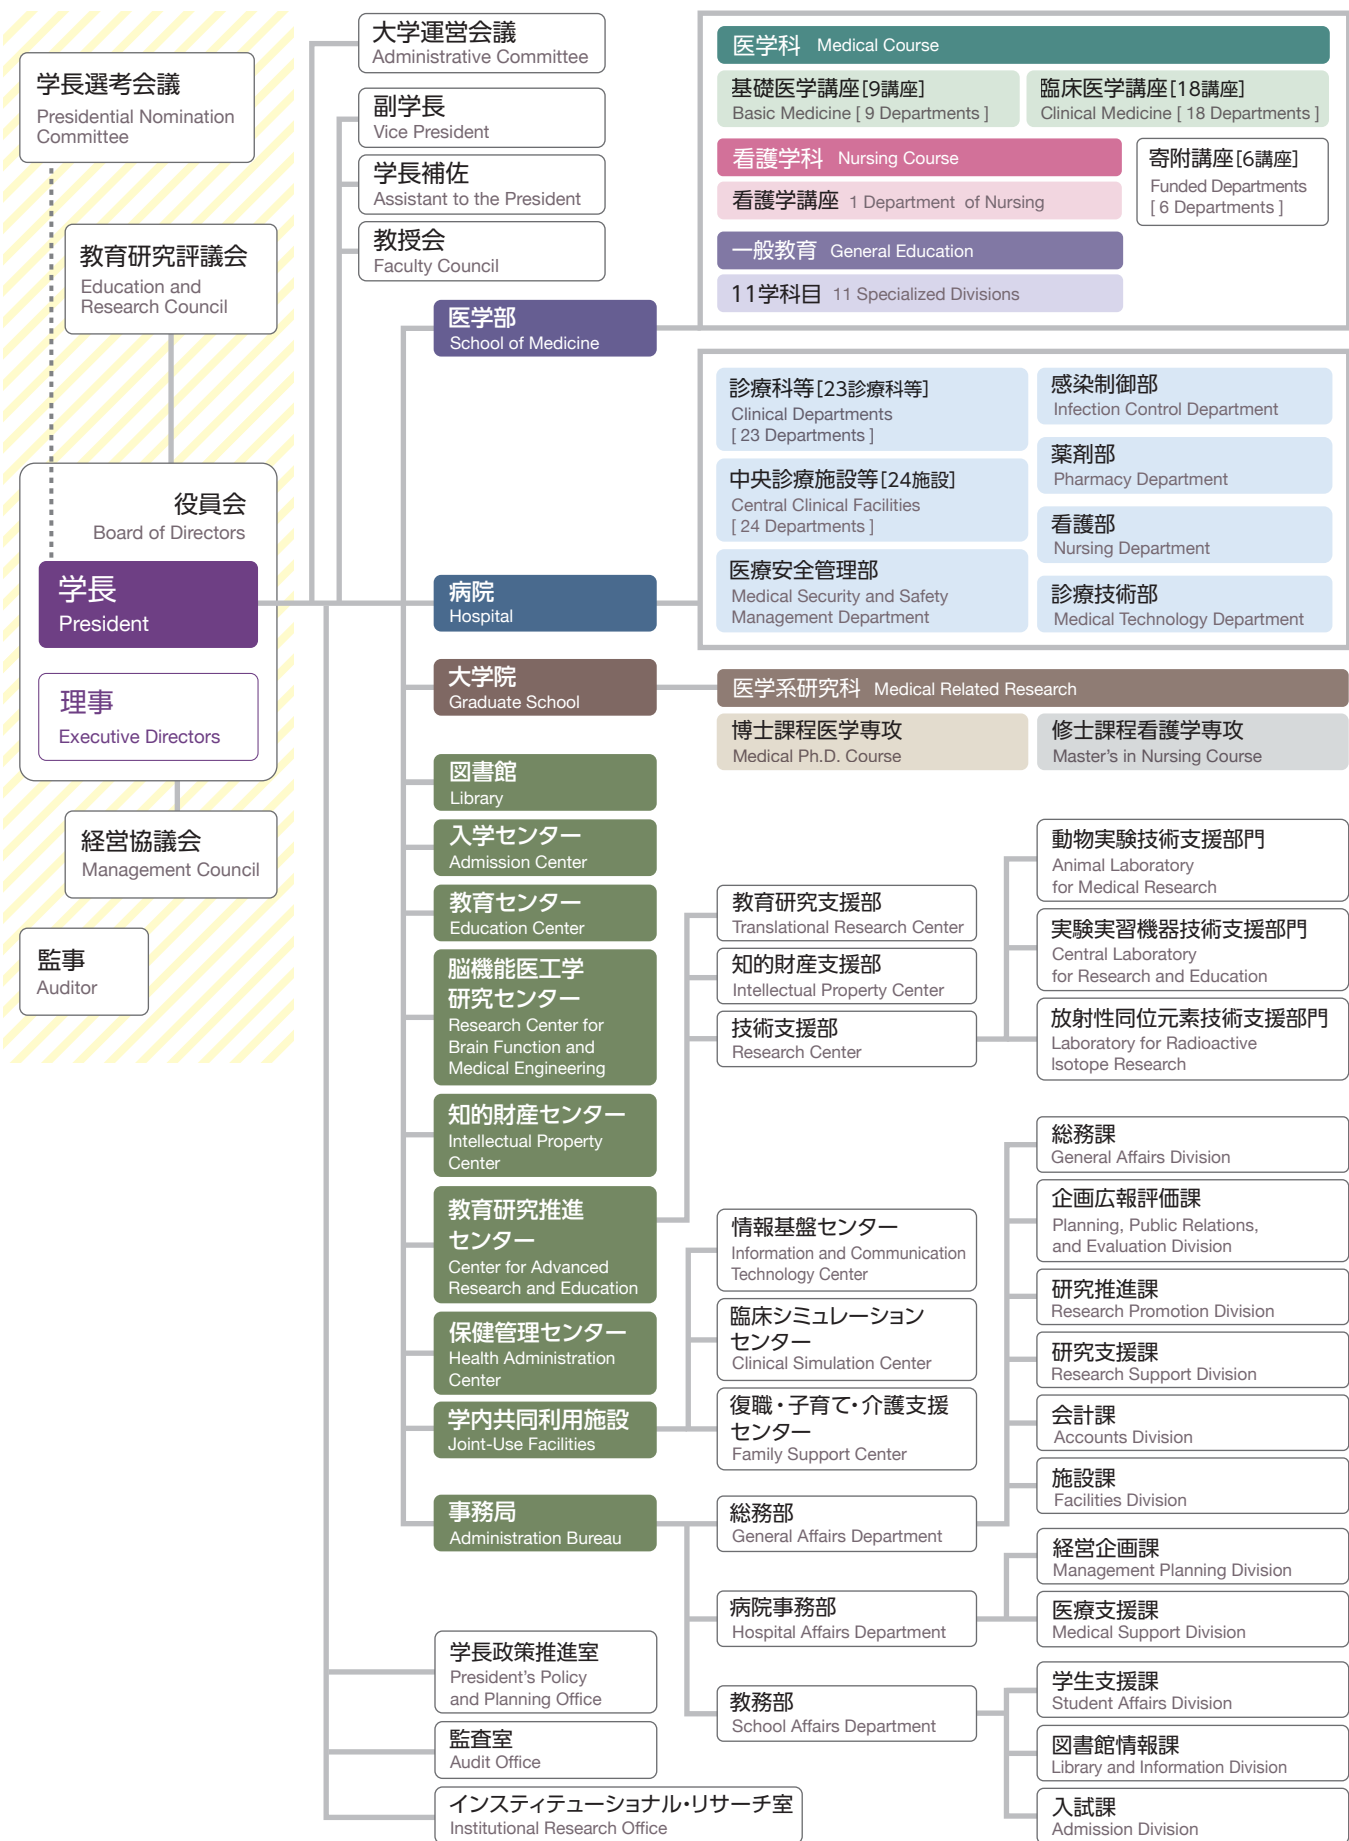 学長選考会議
Presidential Nomination
Committee
教育研究評議会
Education and
Research Council
役員会
Board of Directors
学長
President
理事
Executive Directors
経営協議会
Management Council
監事
Auditor
大学運営会議
Administrative Committee
副学長
Vice President
学長補佐
Assistant to the President
教授会
Faculty Council
医学部
School of Medicine
医学科 Medical Course
基礎医学講座[9講座]
Basic Medicine [ 9 Departments ]
臨床医学講座[18講座]
Clinical Medicine [ 18 Departments ]
看護学科 Nursing Course
看護学講座 1 Department of Nursing
寄附講座[6講座]
Funded Departments
[ 6 Departments ]
一般教育 General Education
11学科目 11 Specialized Divisions
病院
Hospital
診療科等[23診療科等]
Clinical Departments
[ 23 Departments ]
中央診療施設等[24施設]
Central Clinical Facilities
[ 24 Departments ]
医療安全管理部
Medical Security and Safety
Management Department
感染制御部
Infection Control Department
薬剤部
Pharmacy Department
看護部
Nursing Department
診療技術部
Medical Technology Department
大学院
Graduate School
医学系研究科 Medical Related Research
博士課程医学専攻
Medical Ph.D. Course
修士課程看護学専攻
Master's in Nursing Course
図書館
Library
入学センター
Admission Center
教育センター
Education Center
脳機能医工学
研究センター
Research Center for
Brain Function and
Medical Engineering
知的財産センター
Intellectual Property
Center
教育研究推進
センター
Center for Advanced
Research and Education
教育研究支援部
Translational Research Center
知的財産支援部
Intellectual Property Center
技術支援部
Research Center
動物実験技術支援部門
Animal Laboratory
for Medical Research
実験実習機器技術支援部門
Central Laboratory
for Research and Education
放射性同位元素技術支援部門
Laboratory for Radioactive
Isotope Research
保健管理センター
Health Administration
Center
学内共同利用施設
Joint-Use Facilities
情報基盤センター
Information and Communication
Technology Center
臨床シミュレーション
センター
Clinical Simulation Center
復職・子育て・介護支援
センター
Family Support Center
事務局
Administration Bureau
総務部
General Affairs Department
総務課
General Affairs Division
企画広報評価課
Planning, Public Relations,
and Evaluation Division
研究推進課
Research Promotion Division
研究支援課
Research Support Division
会計課
Accounts Division
施設課
Facilities Division
病院事務部
Hospital Affairs Department
経営企画課
Management Planning Division
医療支援課
Medical Support Division
教務部
School Affairs Department
学生支援課
Student Affairs Division
図書館情報課
Library and Information Division
入試課
Admission Division
学長政策推進室
President's Policy
and Planning Office
監査室
Audit Office
インスティテューショナル・リサーチ室
Institutional Research Office